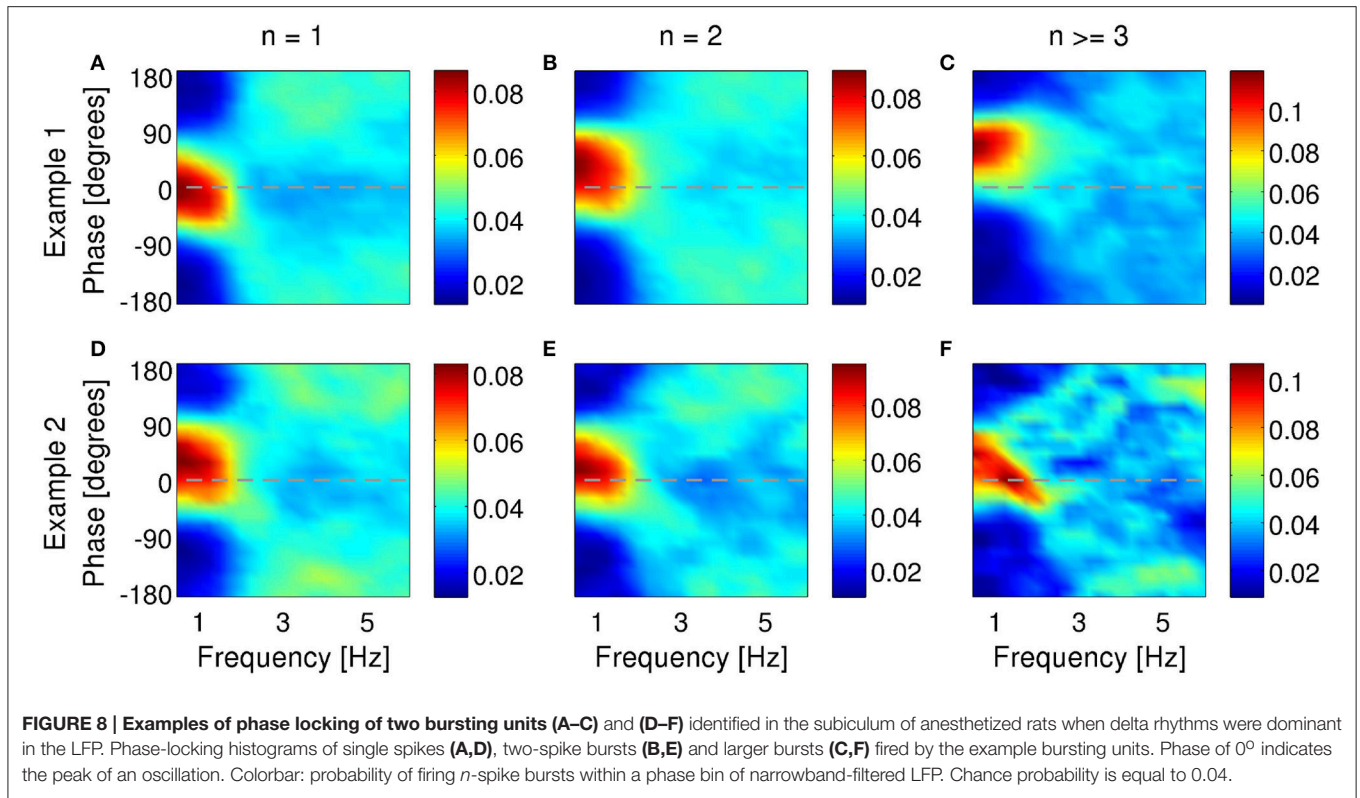 n = 1
n = 2
n >= 3
A
B
C
Example 1
Phase [degrees]
180
90
0
-90
-180
0.08
0.06
0.04
0.02
0.08
0.06
0.04
0.02
0.1
0.08
0.06
0.04
0.02
D
E
F
Example 2
Phase [degrees]
180
90
0
-90
-180
0.08
0.06
0.04
0.02
0.08
0.06
0.04
0.02
0.1
0.08
0.06
0.04
0.02
1 3 5
1 3 5
1 3 5
Frequency [Hz]
Frequency [Hz]
Frequency [Hz]
FIGURE 8 | Examples of phase locking of two bursting units (A–C) and (D–F) identified in the subiculum of anesthetized rats when delta rhythms were dominant
in the LFP. Phase-locking histograms of single spikes (A,D), two-spike bursts (B,E) and larger bursts (C,F) fired by the example bursting units. Phase of 0° indicates
the peak of an oscillation. Colorbar: probability of firing n-spike bursts within a phase bin of narrowband-filtered LFP. Chance probability is equal to 0.04.